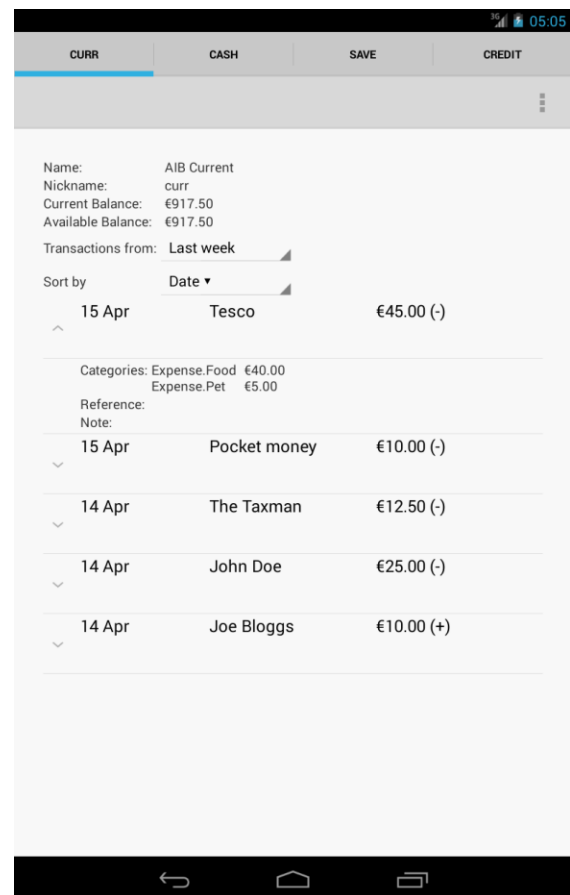 3G 05:05
CURR CASH SAVE CREDIT
Name: AIB Current
Nickname: curr
Current Balance: €917.50
Available Balance: €917.50
Transactions from: Last week
Sort by Date ▾
15 Apr Tesco €45.00 (-)
Categories: Expense.Food €40.00
Expense.Pet €5.00
Reference:
Note:
15 Apr Pocket money €10.00 (-)
14 Apr The Taxman €12.50 (-)
14 Apr John Doe €25.00 (-)
14 Apr Joe Bloggs €10.00 (+)